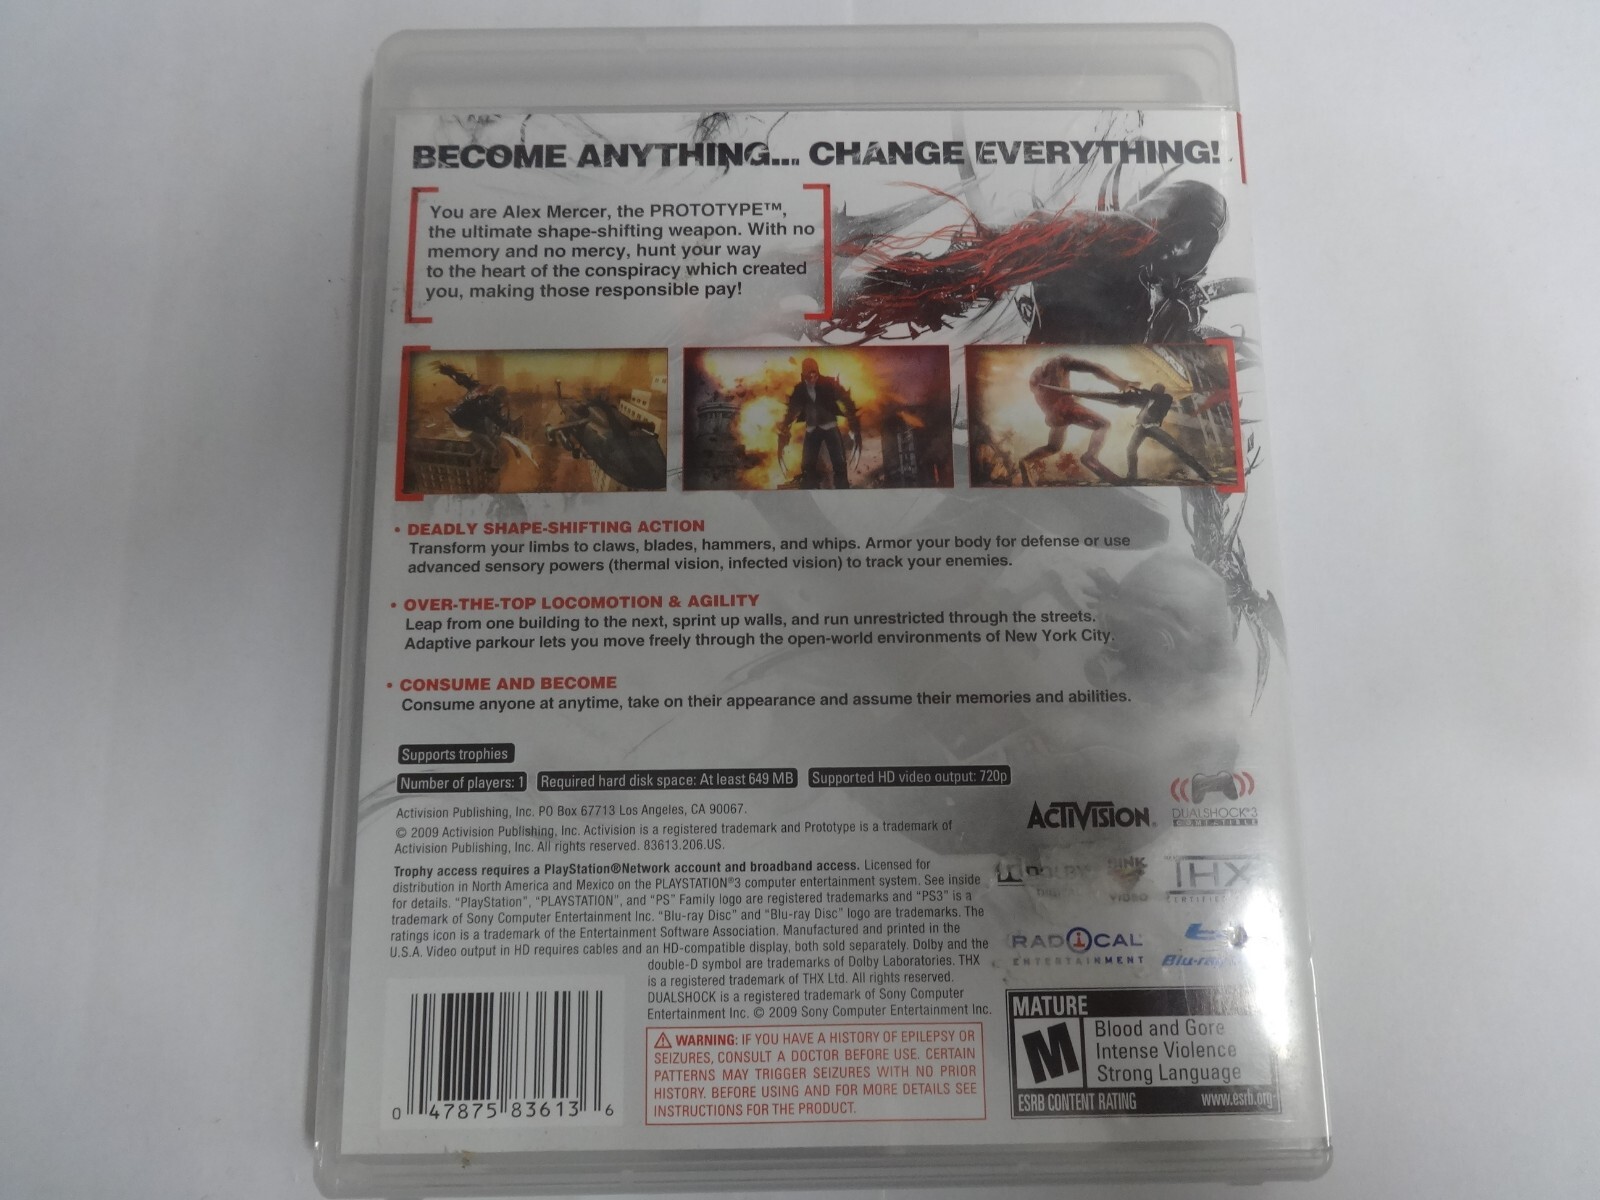 BECOME ANYTHING... CHANGE EVERYTHING!
You are Alex Mercer, the PROTOTYPE™,
the ultimate shape-shifting weapon. With no
memory and no mercy, hunt your way
to the heart of the conspiracy which created
you, making those responsible pay!
• DEADLY SHAPE-SHIFTING ACTION
Transform your limbs to claws, blades, hammers, and whips. Armor your body for defense or use
advanced sensory powers (thermal vision, infected vision) to track your enemies.
• OVER-THE-TOP LOCOMOTION & AGILITY
Leap from one building to the next, sprint up walls, and run unrestricted through the streets.
Adaptive parkour lets you move freely through the open-world environments of New York City.
• CONSUME AND BECOME
Consume anyone at anytime, take on their appearance and assume their memories and abilities.
Supports trophies
Number of players: 1
Required hard disk space: At least 649 MB
Supported HD video output: 720p
Activision Publishing, Inc. PO Box 67713 Los Angeles, CA 90067.
© 2009 Activision Publishing, Inc. Activision is a registered trademark and Prototype is a trademark of
Activision Publishing, Inc. All rights reserved. 83613.206.US.
Trophy access requires a PlayStation®Network account and broadband access. Licensed for
distribution in North America and Mexico on the PLAYSTATION®3 computer entertainment system. See inside
for details. “PlayStation”, “PLAYSTATION”, and “PS” Family logo are registered trademarks and “PS3” is a
trademark of Sony Computer Entertainment Inc. “Blu-ray Disc” and “Blu-ray Disc” logo are trademarks. The
ratings icon is a trademark of the Entertainment Software Association. Manufactured and printed in the
U.S.A. Video output in HD requires cables and an HD-compatible display, both sold separately. Dolby and the
double-D symbol are trademarks of Dolby Laboratories. THX
is a registered trademark of THX Ltd. All rights reserved.
DUALSHOCK is a registered trademark of Sony Computer
Entertainment Inc. © 2009 Sony Computer Entertainment Inc.
ACTIVISION.
DUALSHOCK®3
COMPATIBLE
DOLBY
DIGITAL
VIDEO
THX
CERTIFIED
RADICAL
ENTERTAINMENT
Blu-ray
0 47875 83613 6
WARNING: IF YOU HAVE A HISTORY OF EPILEPSY OR
SEIZURES, CONSULT A DOCTOR BEFORE USE. CERTAIN
PATTERNS MAY TRIGGER SEIZURES WITH NO PRIOR
HISTORY. BEFORE USING AND FOR MORE DETAILS SEE
INSTRUCTIONS FOR THE PRODUCT.
MATURE
M
Blood and Gore
Intense Violence
Strong Language
ESRB CONTENT RATING
www.esrb.org